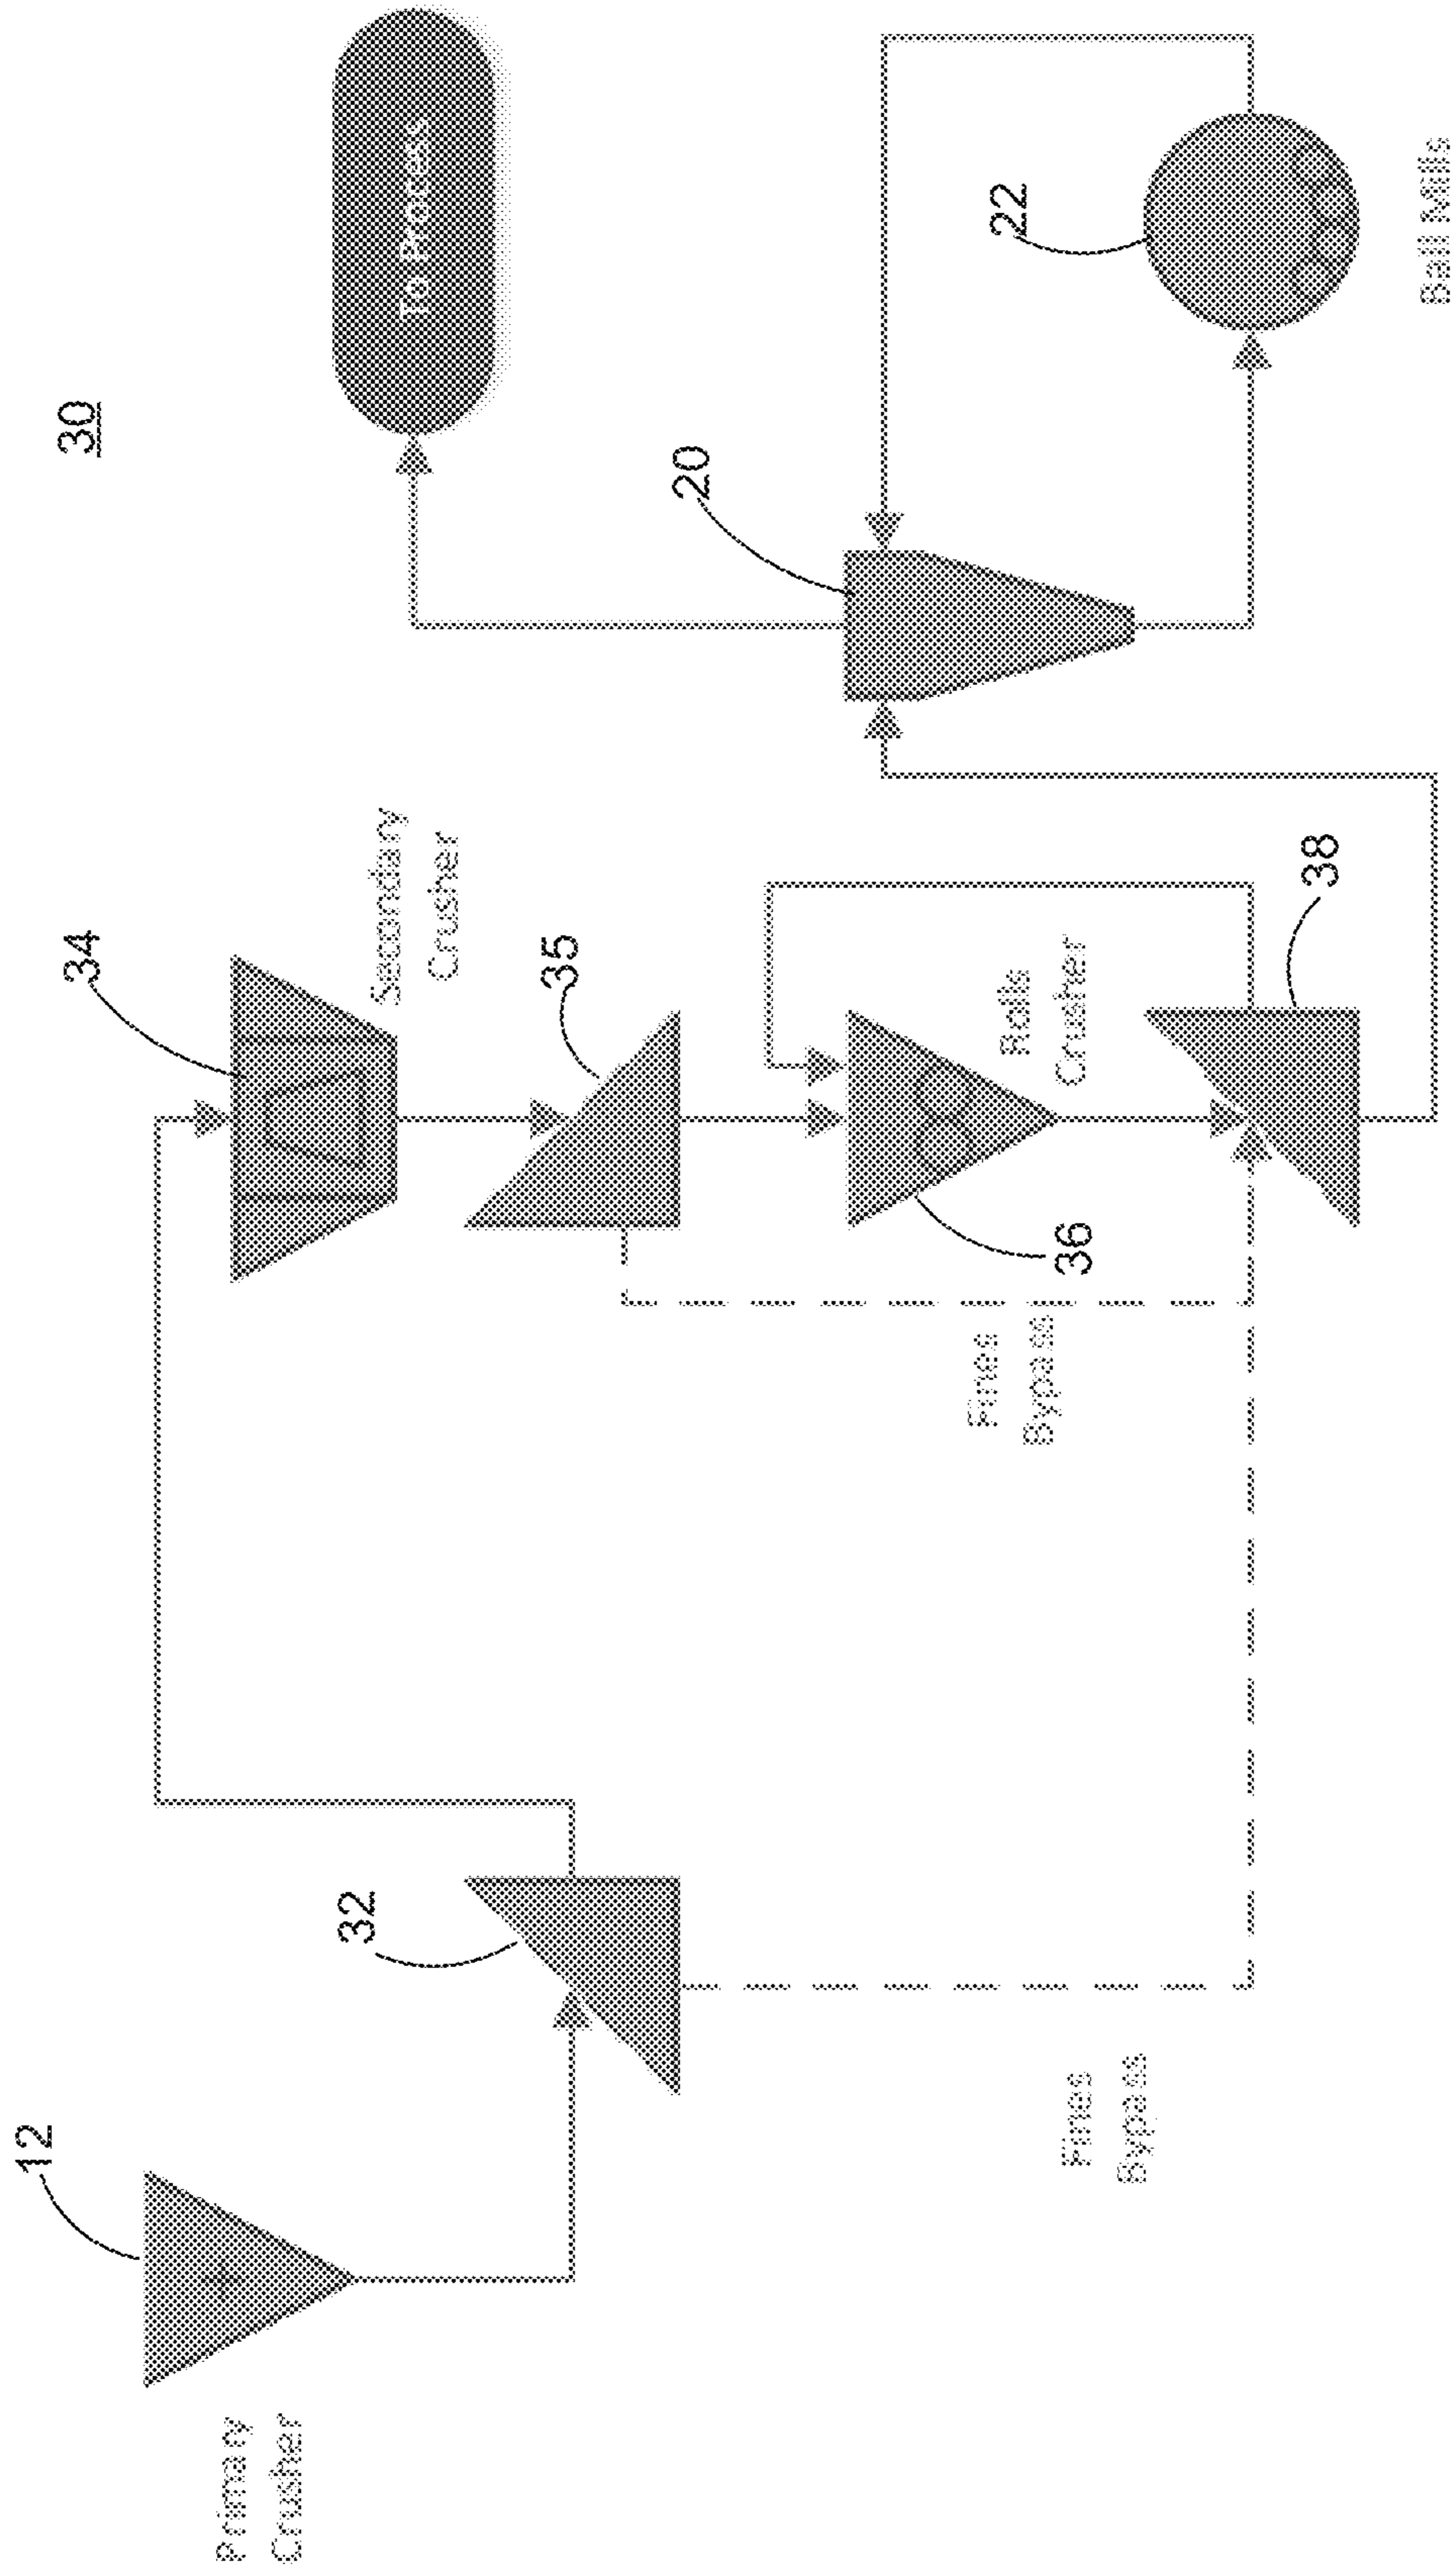 30
12
Primary
Crusher
32
Fines
Bypass
34
Secondary
Crusher
35
Fines
Bypass
36
Rolls
Crusher
38
20
To Process
22
Ball Mills